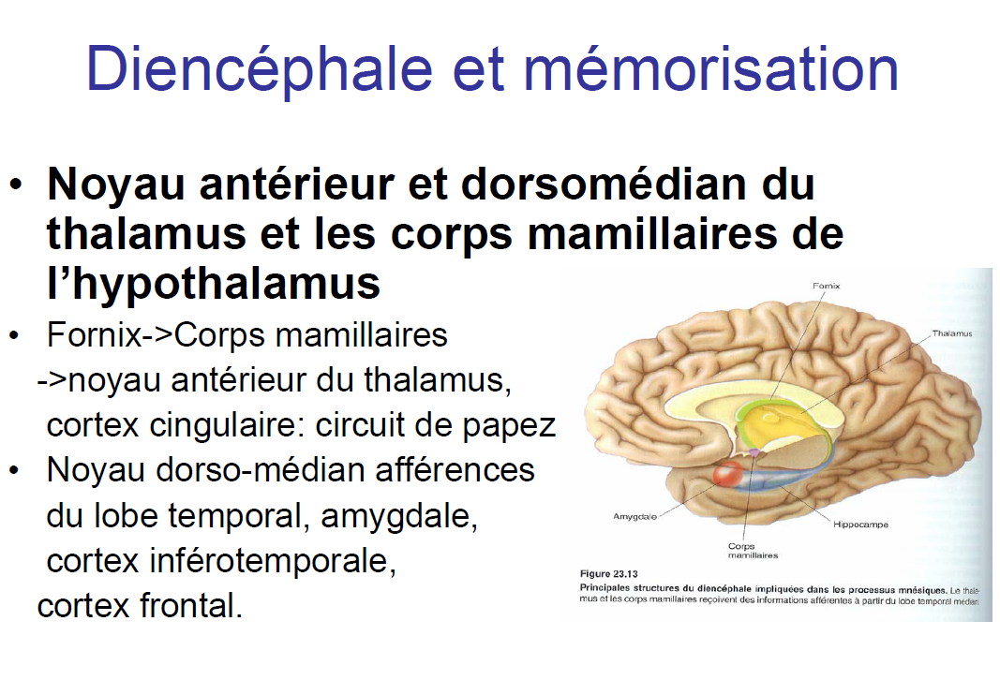 Diencéphale et mémorisation
• Noyau antérieur et dorsomédian du
thalamus et les corps mamillaires de
l'hypothalamus
• Fornix->Corps mamillaires
->noyau antérieur du thalamus,
cortex cingulaire: circuit de papez
• Noyau dorso-médian afférences
du lobe temporal, amygdale,
cortex inférotemporale,
cortex frontal.
Fornix
Thalamus
Amygdale
Hippocampe
Corps
mamillaires
Figure 23.13
Principales structures du diencéphale impliquées dans les processus mnésiques. Le thala-
mus et les corps mamillaires reçoivent des informations afférentes à partir du lobe temporal médian.